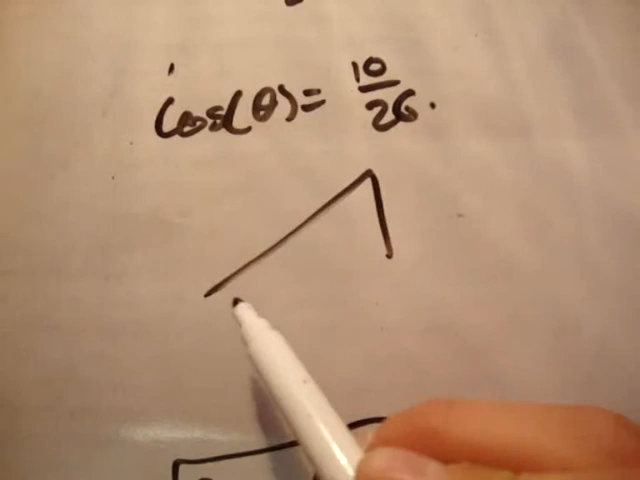 cos(θ) = 10/26.